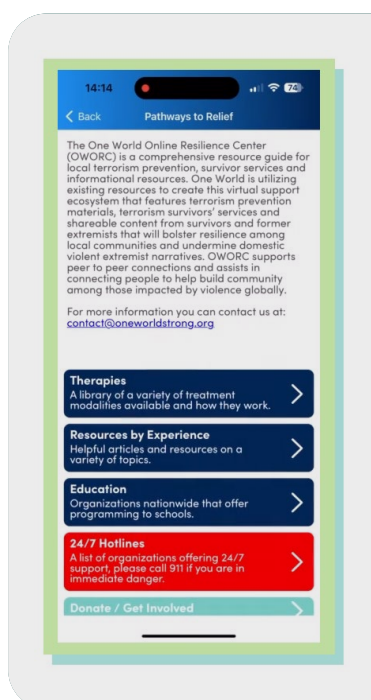 14:14
74
Back
Pathways to Relief
The One World Online Resilience Center
(OWORC) is a comprehensive resource guide for
local terrorism prevention, survivor services and
informational resources. One World is utilizing
existing resources to create this virtual support
ecosystem that features terrorism prevention
materials, terrorism survivors' services and
shareable content from survivors and former
extremists that will bolster resilience among
local communities and undermine domestic
violent extremist narratives. OWORC supports
peer to peer connections and assists in
connecting people to help build community
among those impacted by violence globally.
For more information you can contact us at:
contact@oneworldstrong.org
Therapies
A library of a variety of treatment
modalities available and how they work.
Resources by Experience
Helpful articles and resources on a
variety of topics.
Education
Organizations nationwide that offer
programming to schools.
24/7 Hotlines
A list of organizations offering 24/7
support, please call 911 if you are in
immediate danger.
Donate / Get Involved